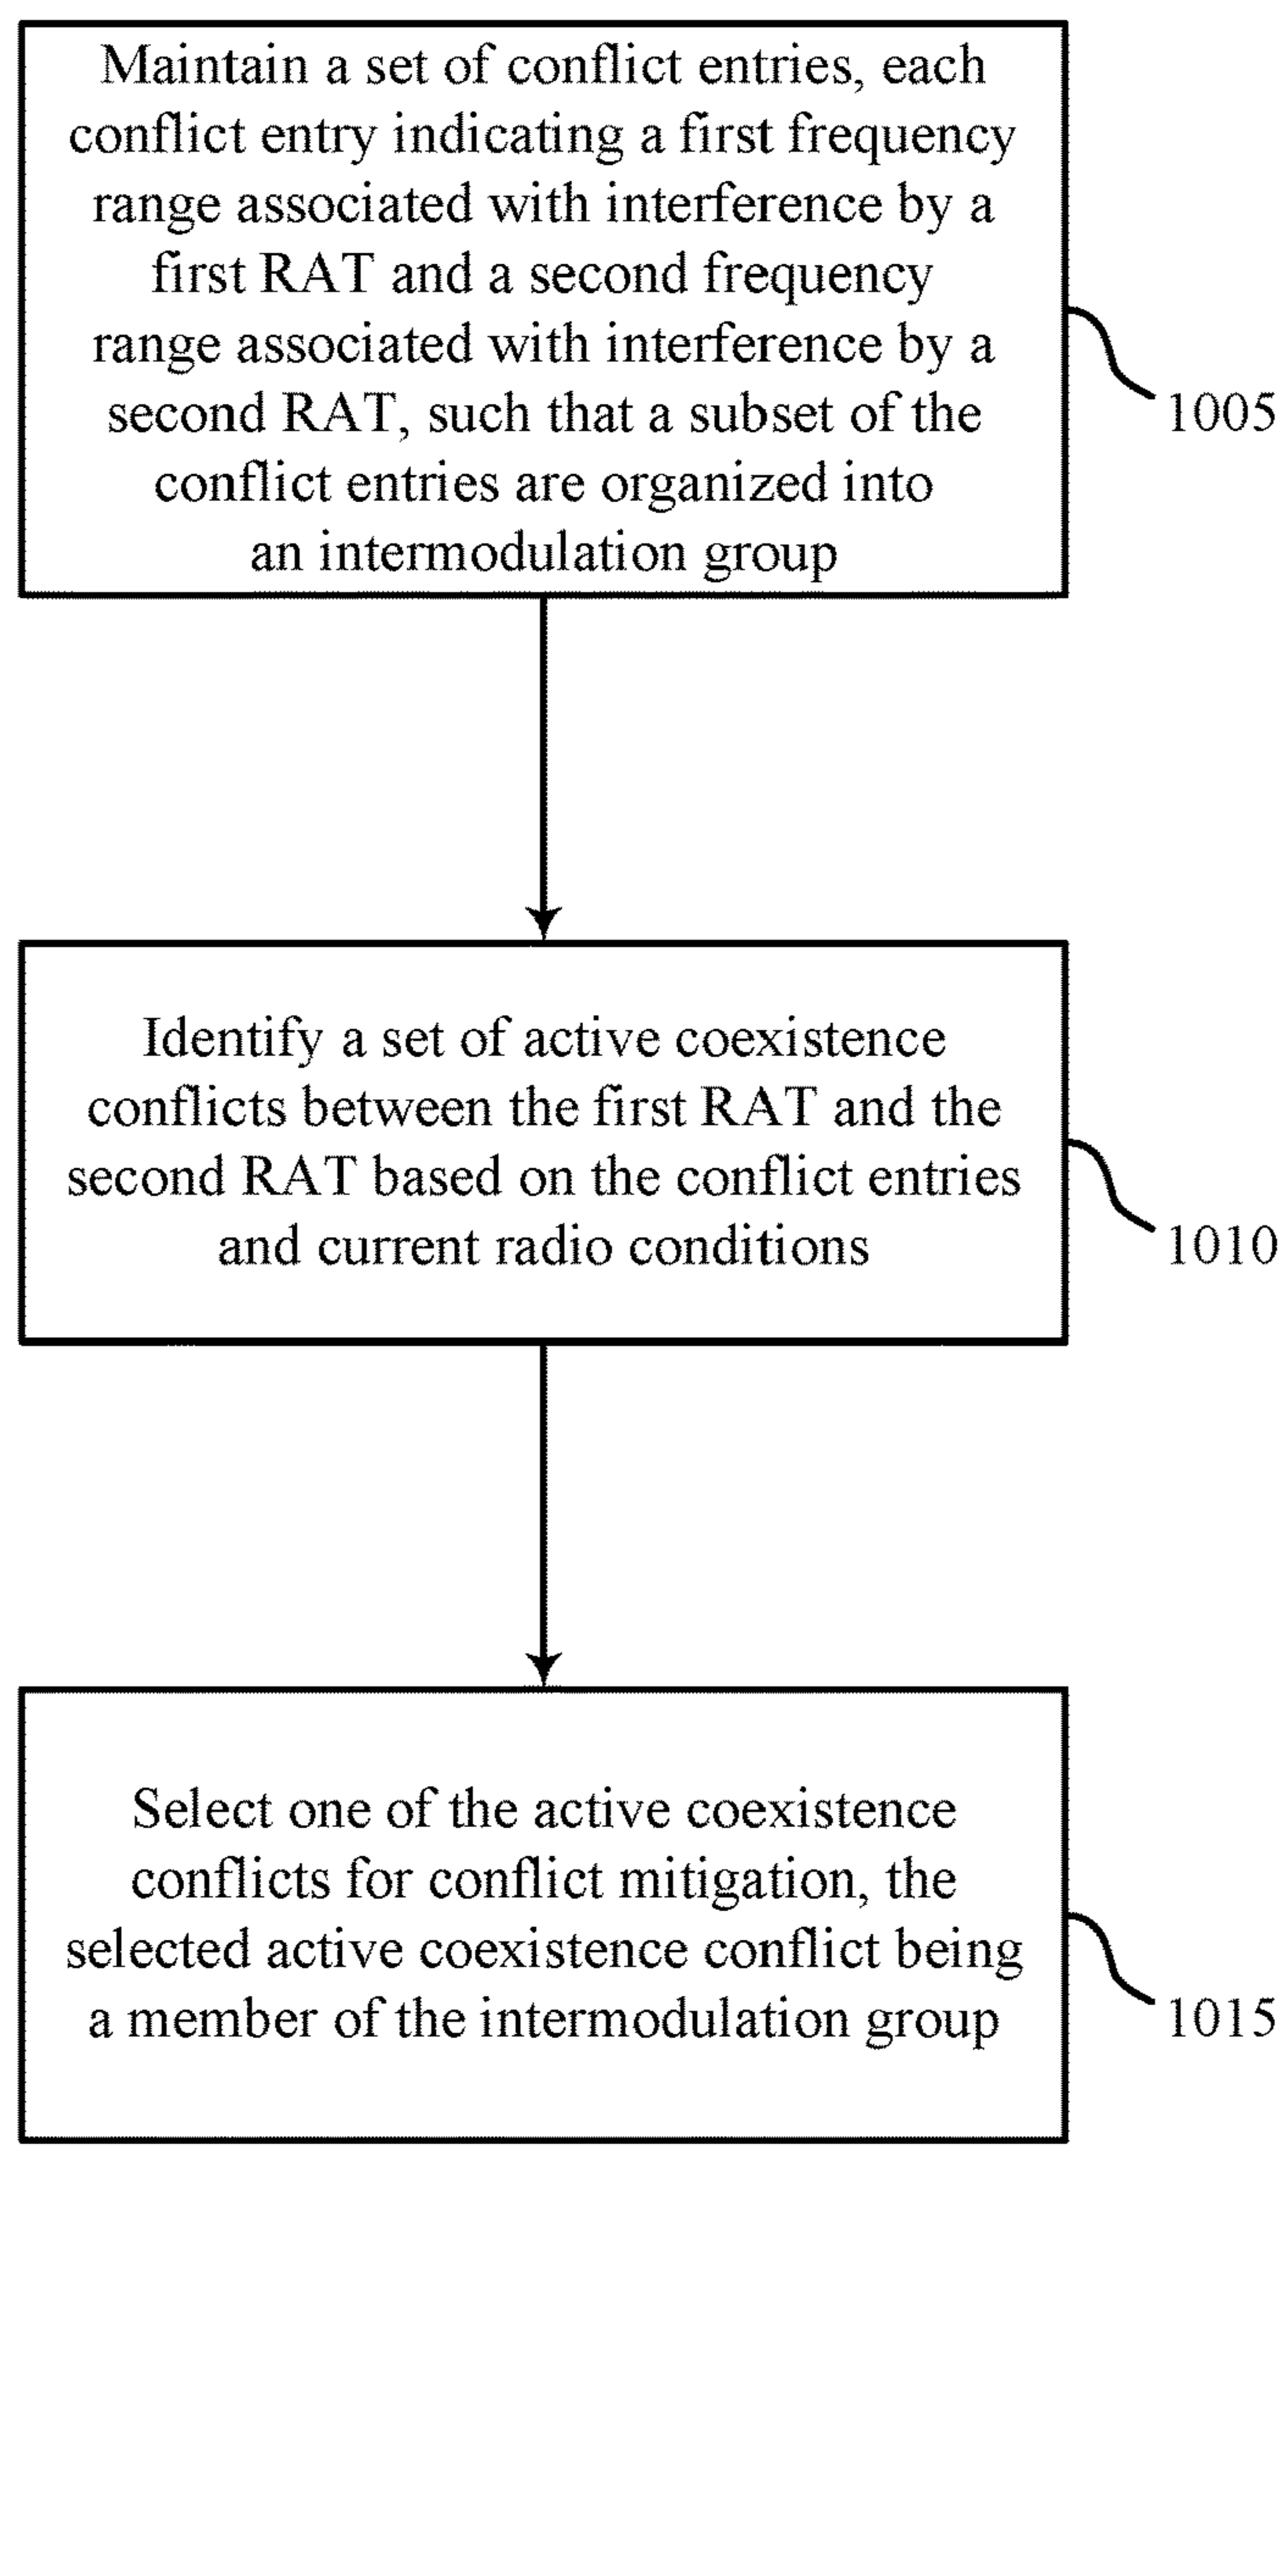 Maintain a set of conflict entries, each
conflict entry indicating a first frequency
range associated with interference by a
first RAT and a second frequency
range associated with interference by a
second RAT, such that a subset of the
conflict entries are organized into
an intermodulation group
1005
Identify a set of active coexistence
conflicts between the first RAT and the
second RAT based on the conflict entries
and current radio conditions
1010
Select one of the active coexistence
conflicts for conflict mitigation, the
selected active coexistence conflict being
a member of the intermodulation group
1015